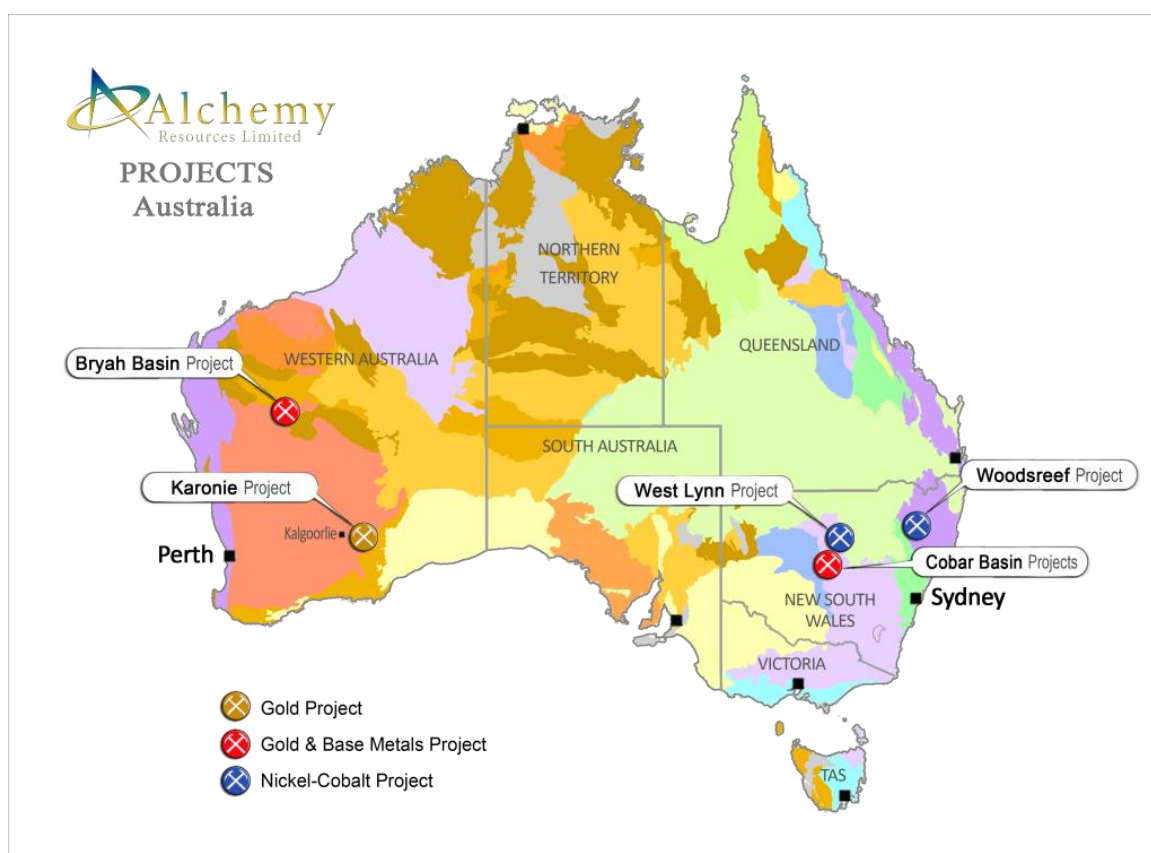 Alchemy
Resources Limited
PROJECTS
Australia
NORTHERN
TERRITORY
WESTERN AUSTRALIA
QUEENSLAND
Bryah Basin Project
SOUTH AUSTRALIA
Karonie Project
West Lynn Project
Woodsreef Project
Kalgoorlie
Perth
Cobar Basin Projects
NEW SOUTH
WALES
Sydney
VICTORIA
Gold Project
Gold & Base Metals Project
Nickel-Cobalt Project
TAS